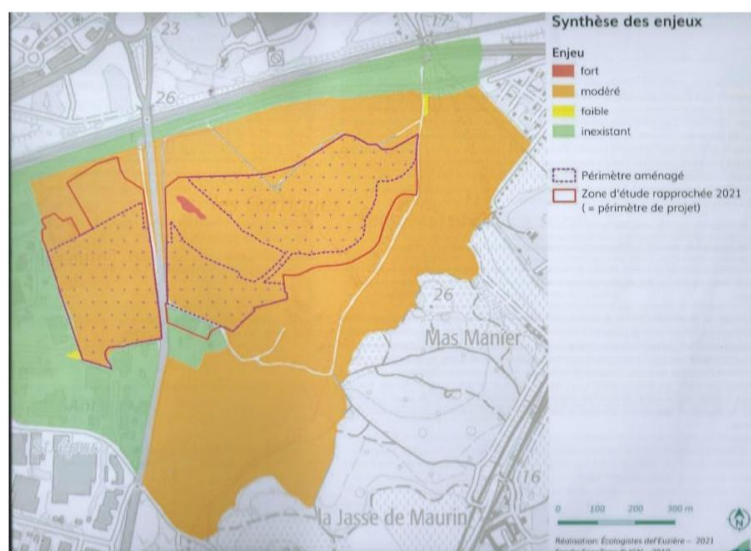 Synthèse des enjeux
Enjeu
fort
modéré
faible
inexistant
Périmètre aménagé
Zone d'étude rapprochée 2021
( = périmètre de projet)
23
17
26
26
Mas Manier
16
la Jasse de Maurin
0 100 200 300 m
N
Réalisation: Écologistes de l'Euzière - 2021